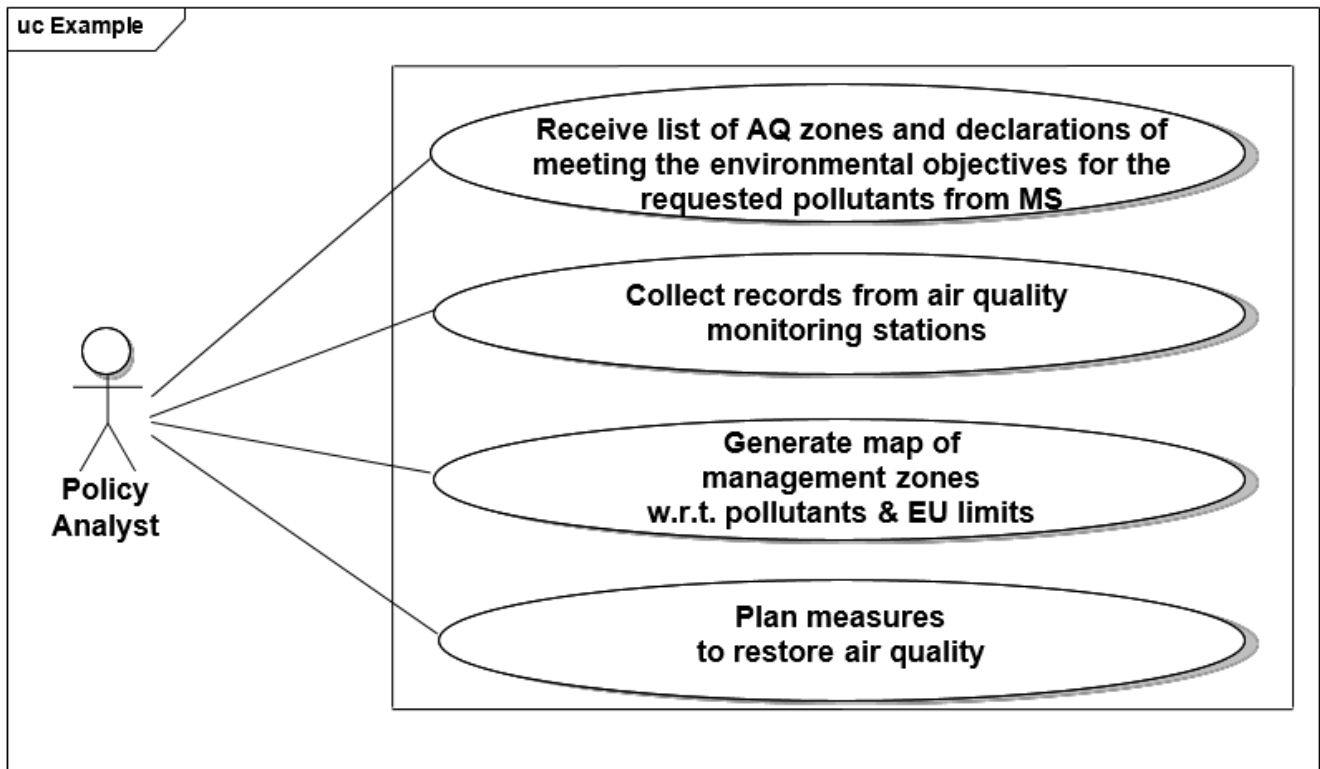 uc Example
Receive list of AQ zones and declarations of
meeting the environmental objectives for the
requested pollutants from MS
Collect records from air quality
monitoring stations
Generate map of
management zones
w.r.t. pollutants & EU limits
Plan measures
to restore air quality
Policy
Analyst